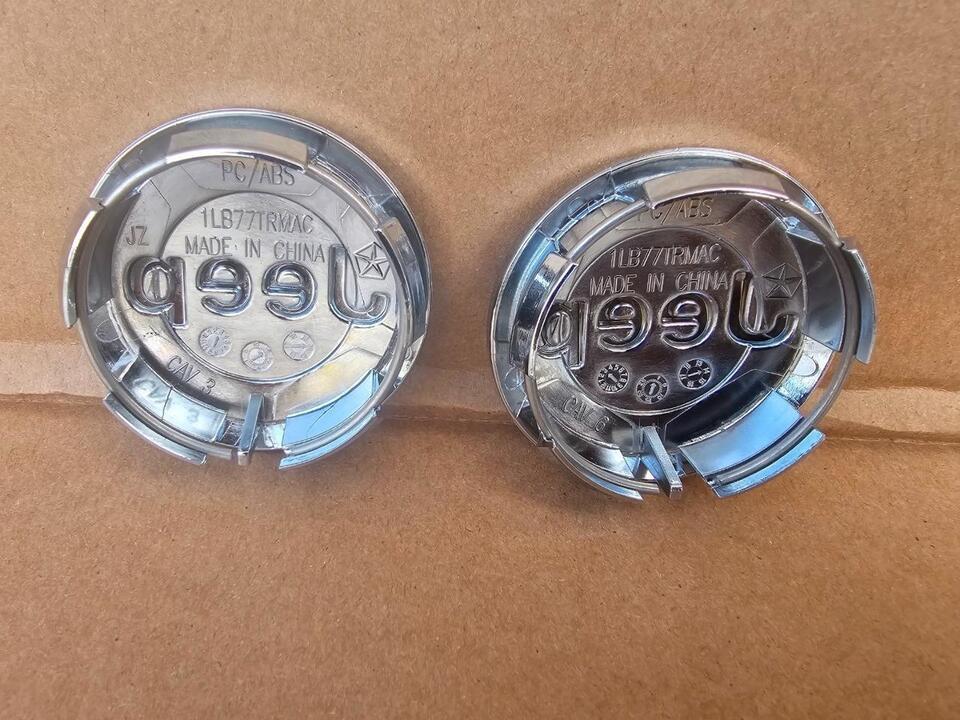 PC/ABS
1LB77TRMAC
JZ
MADE IN CHINA
Jeep
CAV 3
PC/ABS
1LB77TRMAC
MADE IN CHINA
Jeep
CAV 6